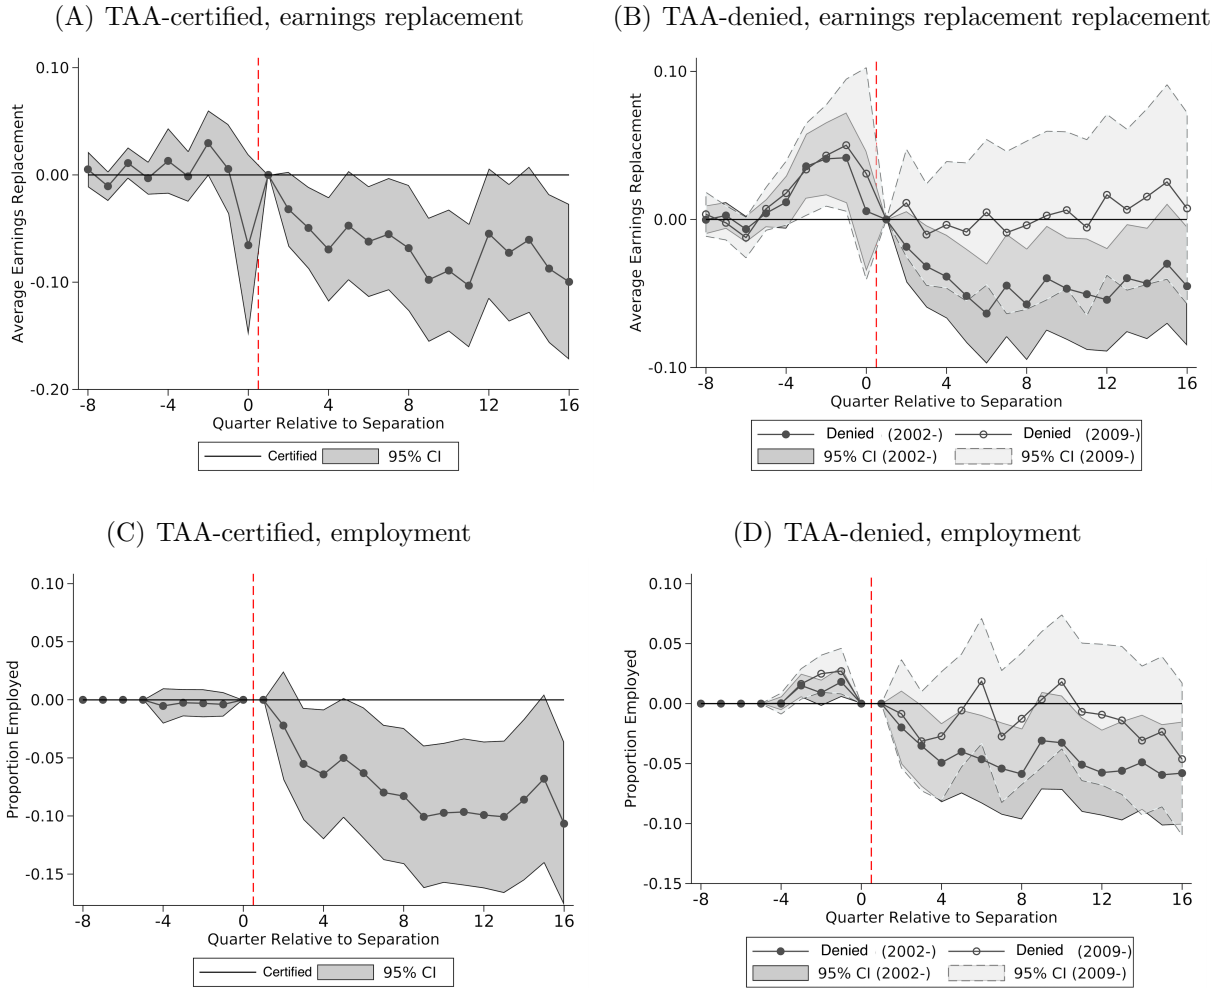 (A) TAA-certified, earnings replacement
0.10
0.00
-0.10
-0.20
Average Earnings Replacement
-8 -4 0 4 8 12 16
Quarter Relative to Separation
Certified 95% CI
(B) TAA-denied, earnings replacement replacement
0.10
0.00
-0.10
Average Earnings Replacement
-8 -4 0 4 8 12 16
Quarter Relative to Separation
Denied (2002-) Denied (2009-)
95% CI (2002-) 95% CI (2009-)
(C) TAA-certified, employment
0.10
0.05
0.00
-0.05
-0.10
-0.15
Proportion Employed
-8 -4 0 4 8 12 16
Quarter Relative to Separation
Certified 95% CI
(D) TAA-denied, employment
0.10
0.05
0.00
-0.05
-0.10
-0.15
Proportion Employed
-8 -4 0 4 8 12 16
Quarter Relative to Separation
Denied (2002-) Denied (2009-)
95% CI (2002-) 95% CI (2009-)